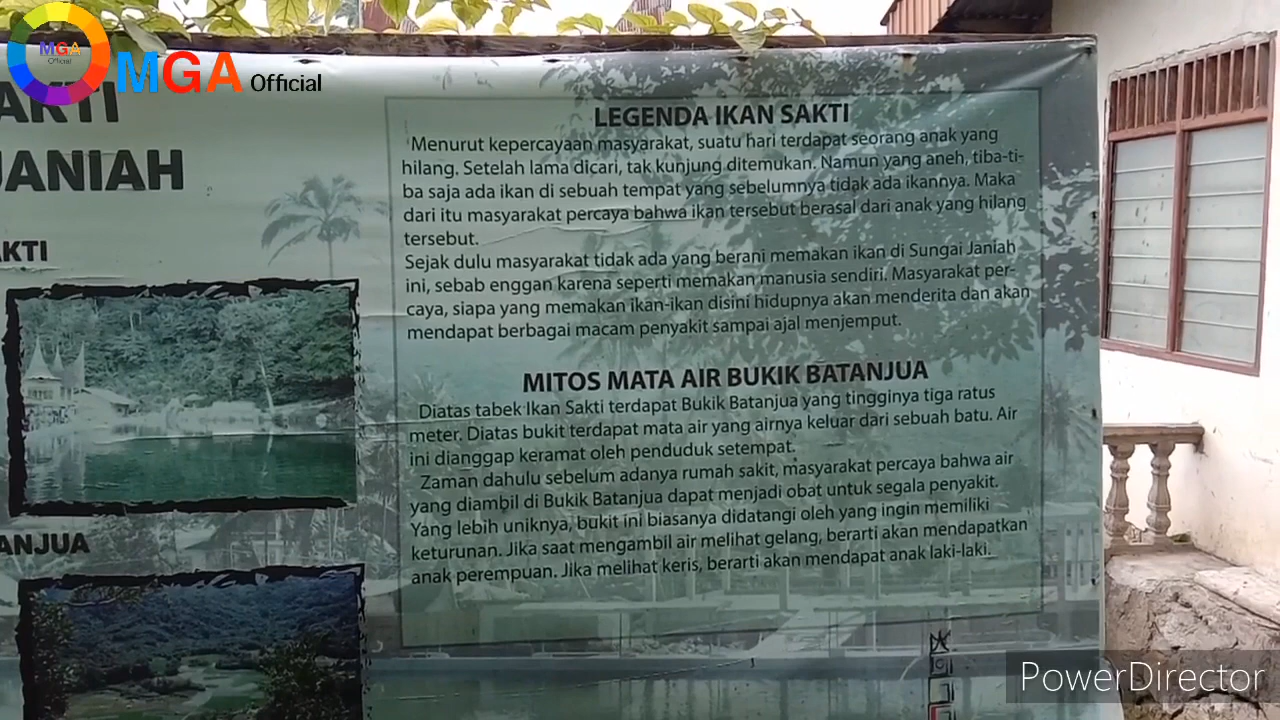 MGA
Official
MGA Official
AKTI
JANIAH
AKTI
ANJUA
LEGENDA IKAN SAKTI
Menurut kepercayaan masyarakat, suatu hari terdapat seorang anak yang
hilang. Setelah lama dicari, tak kunjung ditemukan. Namun yang aneh, tiba-ti-
ba saja ada ikan di sebuah tempat yang sebelumnya tidak ada ikannya. Maka
dari itu masyarakat percaya bahwa ikan tersebut berasal dari anak yang hilang
tersebut.
Sejak dulu masyarakat tidak ada yang berani memakan ikan di Sungai Janiah
ini, sebab enggan karena seperti memakan manusia sendiri. Masyarakat per-
caya, siapa yang memakan ikan-ikan disini hidupnya akan menderita dan akan
mendapat berbagai macam penyakit sampai ajal menjemput.
MITOS MATA AIR BUKIK BATANJUA
Diatas tabek Ikan Sakti terdapat Bukik Batanjua yang tingginya tiga ratus
meter. Diatas bukit terdapat mata air yang airnya keluar dari sebuah batu. Air
ini dianggap keramat oleh penduduk setempat.
Zaman dahulu sebelum adanya rumah sakit, masyarakat percaya bahwa air
yang diambil di Bukik Batanjua dapat menjadi obat untuk segala penyakit.
Yang lebih uniknya, bukit ini biasanya didatangi oleh yang ingin memiliki
keturunan. Jika saat mengambil air melihat gelang, berarti akan mendapatkan
anak perempuan. Jika melihat keris, berarti akan mendapat anak laki-laki.
PowerDirector